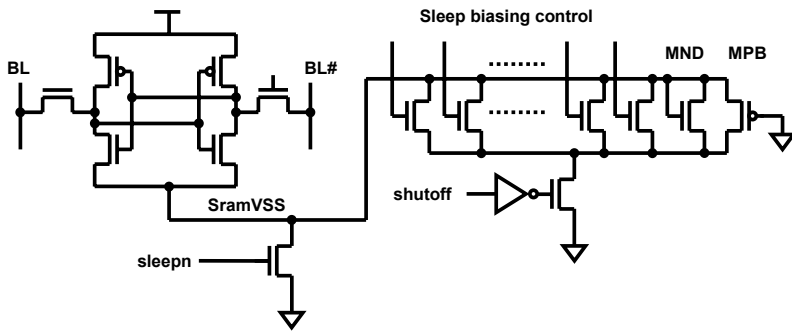 Sleep biasing control
BL
BL#
MND
MPB
SramVSS
shutoff
sleepn